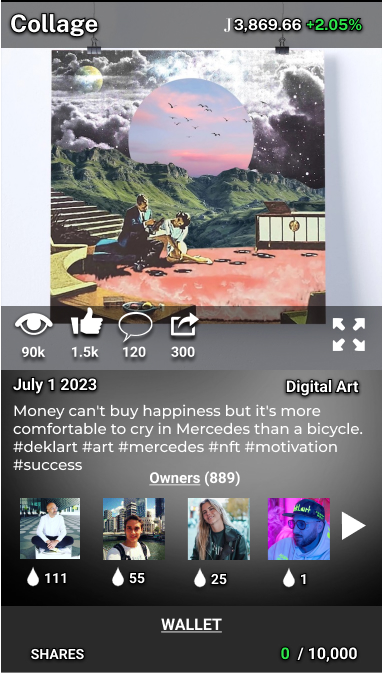 Collage
J 3,869.66 +2.05%
90k 1.5k 120 300
July 1 2023
Digital Art
Money can't buy happiness but it's more
comfortable to cry in Mercedes than a bicycle.
#deklart #art #mercedes #nft #motivation
#success
Owners (889)
111 55 25 1
WALLET
SHARES 0 / 10,000